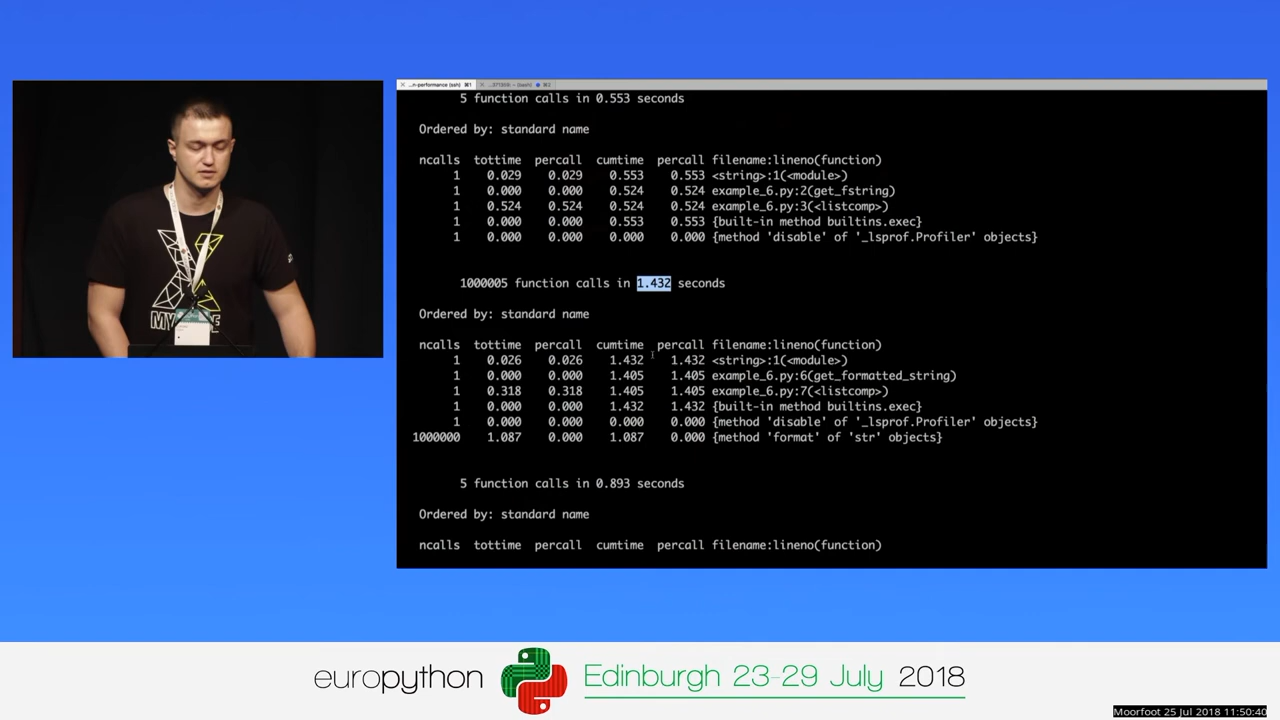 …n-performance (ssh) ⌘1
⌘2
5 function calls in 0.553 seconds
Ordered by: standard name
ncalls tottime percall cumtime percall filename:lineno(function)
1 0.029 0.029 0.553 0.553 <string>:1(<module>)
1 0.000 0.000 0.524 0.524 example_6.py:2(get_fstring)
1 0.524 0.524 0.524 0.524 example_6.py:3(<listcomp>)
1 0.000 0.000 0.553 0.553 {built-in method builtins.exec}
1 0.000 0.000 0.000 0.000 {method 'disable' of '_lsprof.Profiler' objects}
1000005 function calls in 1.432 seconds
Ordered by: standard name
ncalls tottime percall cumtime percall filename:lineno(function)
1 0.026 0.026 1.432 1.432 <string>:1(<module>)
1 0.000 0.000 1.405 1.405 example_6.py:6(get_formatted_string)
1 0.318 0.318 1.405 1.405 example_6.py:7(<listcomp>)
1 0.000 0.000 1.432 1.432 {built-in method builtins.exec}
1 0.000 0.000 0.000 0.000 {method 'disable' of '_lsprof.Profiler' objects}
1000000 1.087 0.000 1.087 0.000 {method 'format' of 'str' objects}
5 function calls in 0.893 seconds
Ordered by: standard name
ncalls tottime percall cumtime percall filename:lineno(function)
europython Edinburgh 23-29 July 2018
Moorfoot 25 Jul 2018 11:50:40